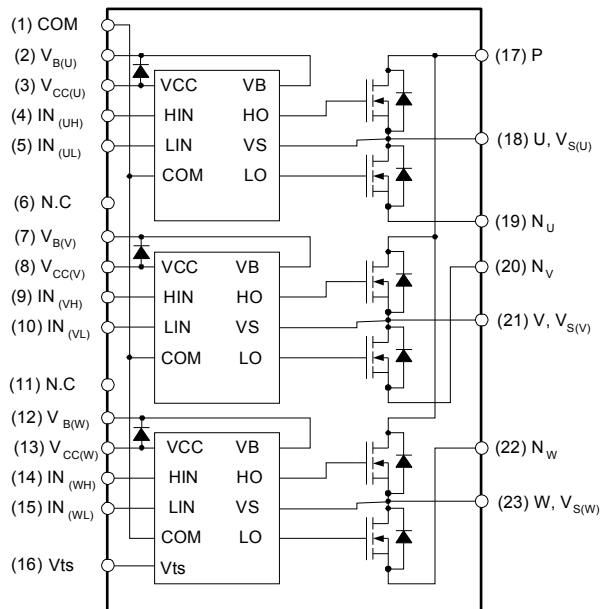 (1) COM
(2) V_B(U)
(3) V_CC(U)
(4) IN_(UH)
(5) IN_(UL)
(6) N.C
(7) V_B(V)
(8) V_CC(V)
(9) IN_(VH)
(10) IN_(VL)
(11) N.C
(12) V_B(W)
(13) V_CC(W)
(14) IN_(WH)
(15) IN_(WL)
(16) Vts
VCC VB
HIN HO
LIN VS
COM LO
VCC VB
HIN HO
LIN VS
COM LO
VCC VB
HIN HO
LIN VS
COM LO
Vts
(17) P
(18) U, V_S(U)
(19) N_U
(20) N_V
(21) V, V_S(V)
(22) N_W
(23) W, V_S(W)